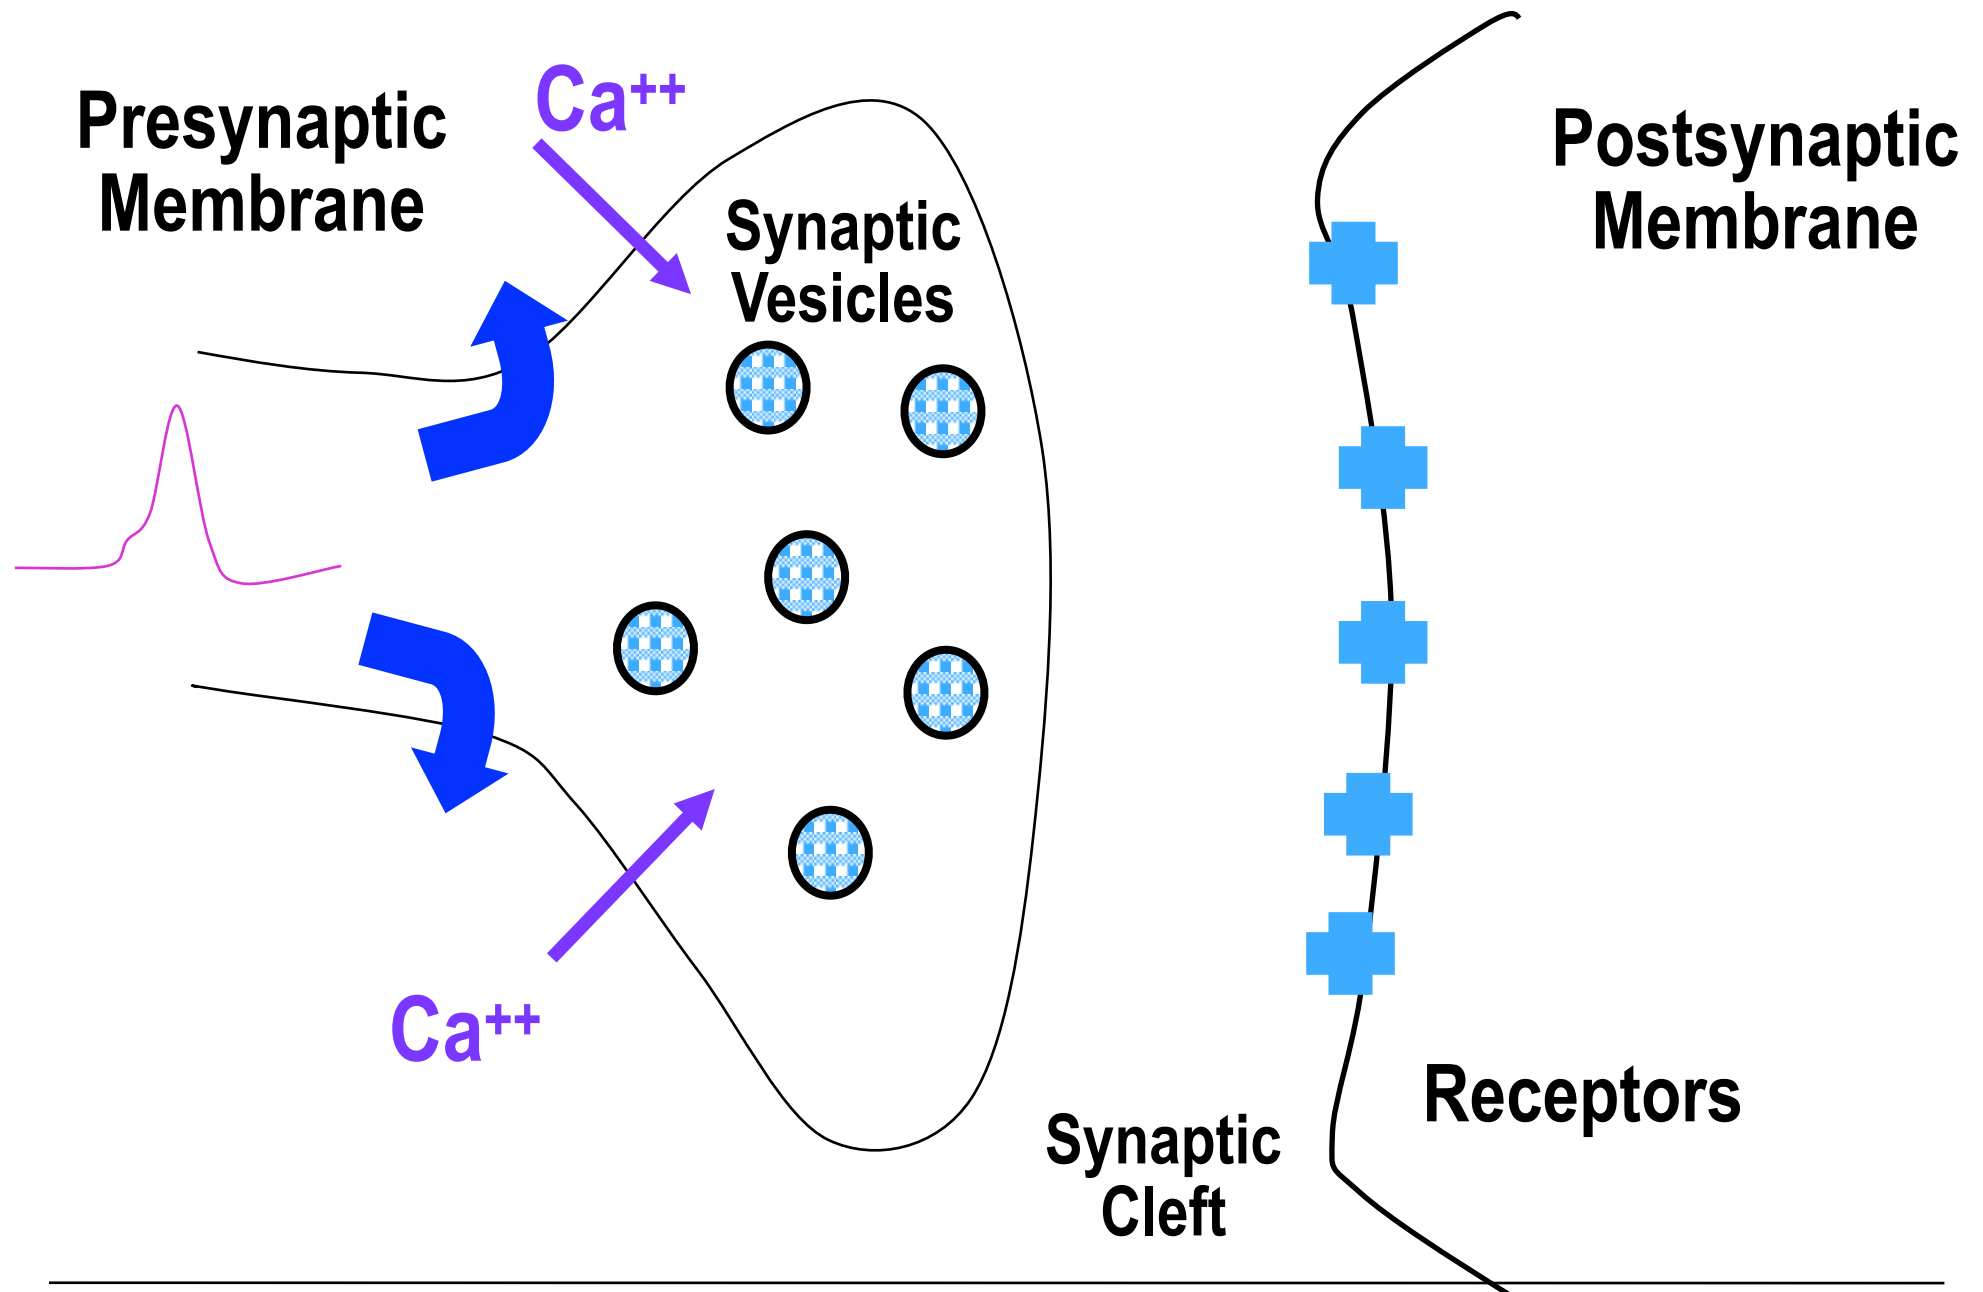 Presynaptic
Membrane
Ca⁺⁺
Synaptic
Vesicles
Postsynaptic
Membrane
Ca⁺⁺
Receptors
Synaptic
Cleft